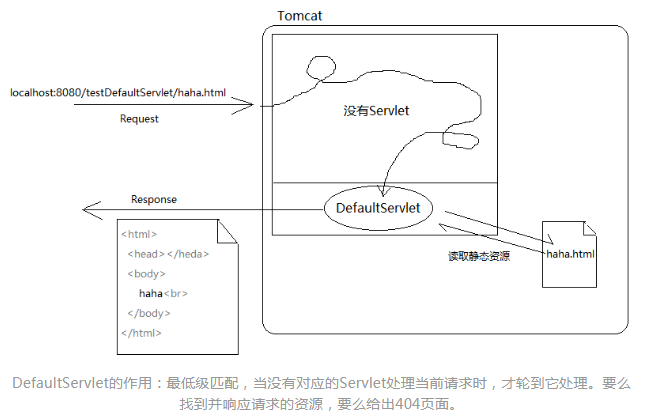 Tomcat
localhost:8080/testDefaultServlet/haha.html
Request
没有Servlet
Response
DefaultServlet
<html>
<head></heda>
<body>
haha<br>
</body>
</html>
读取静态资源
haha.html
DefaultServlet的作用：最低级匹配，当没有对应的Servlet处理当前请求时，才轮到它处理。要么
找到并响应请求的资源，要么给出404页面。